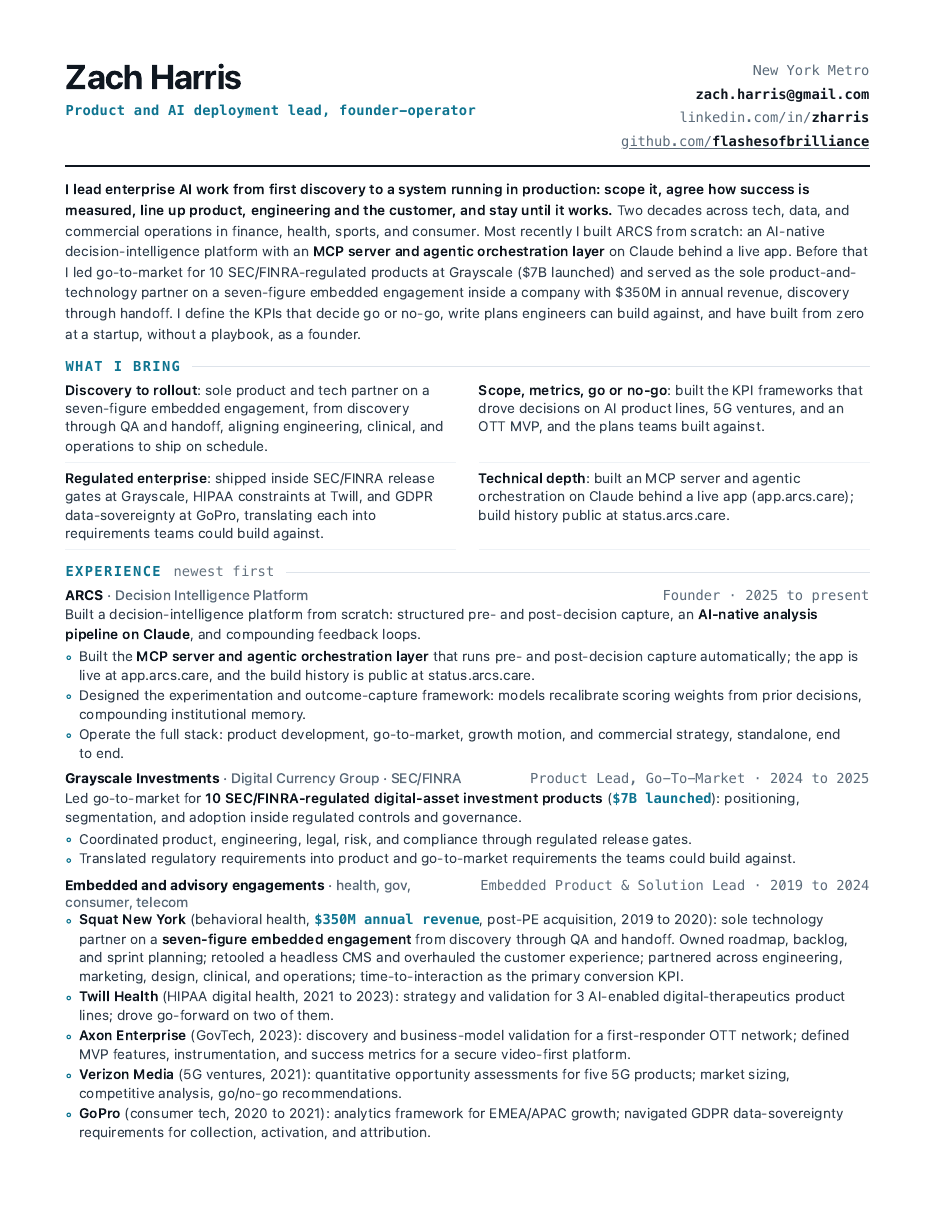 Zach Harris
Product and AI deployment lead, founder–operator
New York Metro
zach.harris@gmail.com
linkedin.com/in/zharris
github.com/flashesofbrilliance
I lead enterprise AI work from first discovery to a system running in production: scope it, agree how success is
measured, line up product, engineering and the customer, and stay until it works. Two decades across tech, data, and
commercial operations in finance, health, sports, and consumer. Most recently I built ARCS from scratch: an AI-native
decision-intelligence platform with an MCP server and agentic orchestration layer on Claude behind a live app. Before that
I led go-to-market for 10 SEC/FINRA-regulated products at Grayscale ($7B launched) and served as the sole product-and-
technology partner on a seven-figure embedded engagement inside a company with $350M in annual revenue, discovery
through handoff. I define the KPIs that decide go or no-go, write plans engineers can build against, and have built from zero
at a startup, without a playbook, as a founder.
WHAT I BRING
Discovery to rollout: sole product and tech partner on a
seven-figure embedded engagement, from discovery
through QA and handoff, aligning engineering, clinical, and
operations to ship on schedule.
Scope, metrics, go or no-go: built the KPI frameworks that
drove decisions on AI product lines, 5G ventures, and an
OTT MVP, and the plans teams built against.
Regulated enterprise: shipped inside SEC/FINRA release
gates at Grayscale, HIPAA constraints at Twill, and GDPR
data-sovereignty at GoPro, translating each into
requirements teams could build against.
Technical depth: built an MCP server and agentic
orchestration on Claude behind a live app (app.arcs.care);
build history public at status.arcs.care.
EXPERIENCE newest first
ARCS · Decision Intelligence Platform Founder · 2025 to present
Built a decision-intelligence platform from scratch: structured pre- and post-decision capture, an AI-native analysis
pipeline on Claude, and compounding feedback loops.
Built the MCP server and agentic orchestration layer that runs pre- and post-decision capture automatically; the app is
live at app.arcs.care, and the build history is public at status.arcs.care.
Designed the experimentation and outcome-capture framework: models recalibrate scoring weights from prior decisions,
compounding institutional memory.
Operate the full stack: product development, go-to-market, growth motion, and commercial strategy, standalone, end
to end.
Grayscale Investments · Digital Currency Group · SEC/FINRA Product Lead, Go–To–Market · 2024 to 2025
Led go-to-market for 10 SEC/FINRA-regulated digital-asset investment products ($7B launched): positioning,
segmentation, and adoption inside regulated controls and governance.
Coordinated product, engineering, legal, risk, and compliance through regulated release gates.
Translated regulatory requirements into product and go-to-market requirements the teams could build against.
Embedded and advisory engagements · health, gov, Embedded Product & Solution Lead · 2019 to 2024
consumer, telecom
Squat New York (behavioral health, $350M annual revenue, post-PE acquisition, 2019 to 2020): sole technology
partner on a seven-figure embedded engagement from discovery through QA and handoff. Owned roadmap, backlog,
and sprint planning; retooled a headless CMS and overhauled the customer experience; partnered across engineering,
marketing, design, clinical, and operations; time-to-interaction as the primary conversion KPI.
Twill Health (HIPAA digital health, 2021 to 2023): strategy and validation for 3 AI-enabled digital-therapeutics product
lines; drove go-forward on two of them.
Axon Enterprise (GovTech, 2023): discovery and business-model validation for a first-responder OTT network; defined
MVP features, instrumentation, and success metrics for a secure video-first platform.
Verizon Media (5G ventures, 2021): quantitative opportunity assessments for five 5G products; market sizing,
competitive analysis, go/no-go recommendations.
GoPro (consumer tech, 2020 to 2021): analytics framework for EMEA/APAC growth; navigated GDPR data-sovereignty
requirements for collection, activation, and attribution.